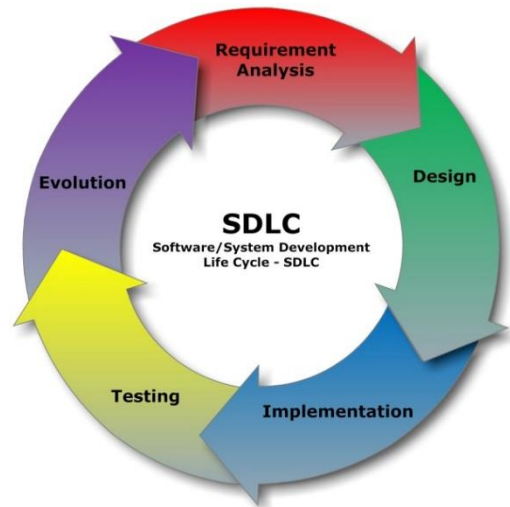 Requirement
Analysis
Design
Implementation
Testing
Evolution
SDLC
Software/System Development
Life Cycle - SDLC